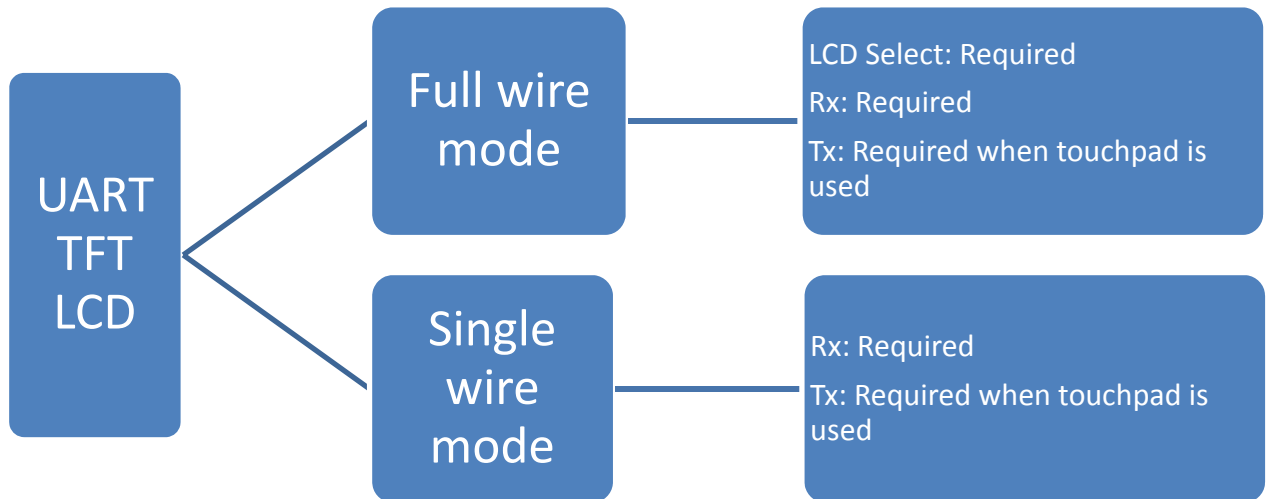 UART
TFT
LCD
Full wire
mode
LCD Select: Required
Rx: Required
Tx: Required when touchpad is
used
Single
wire
mode
Rx: Required
Tx: Required when touchpad is
used